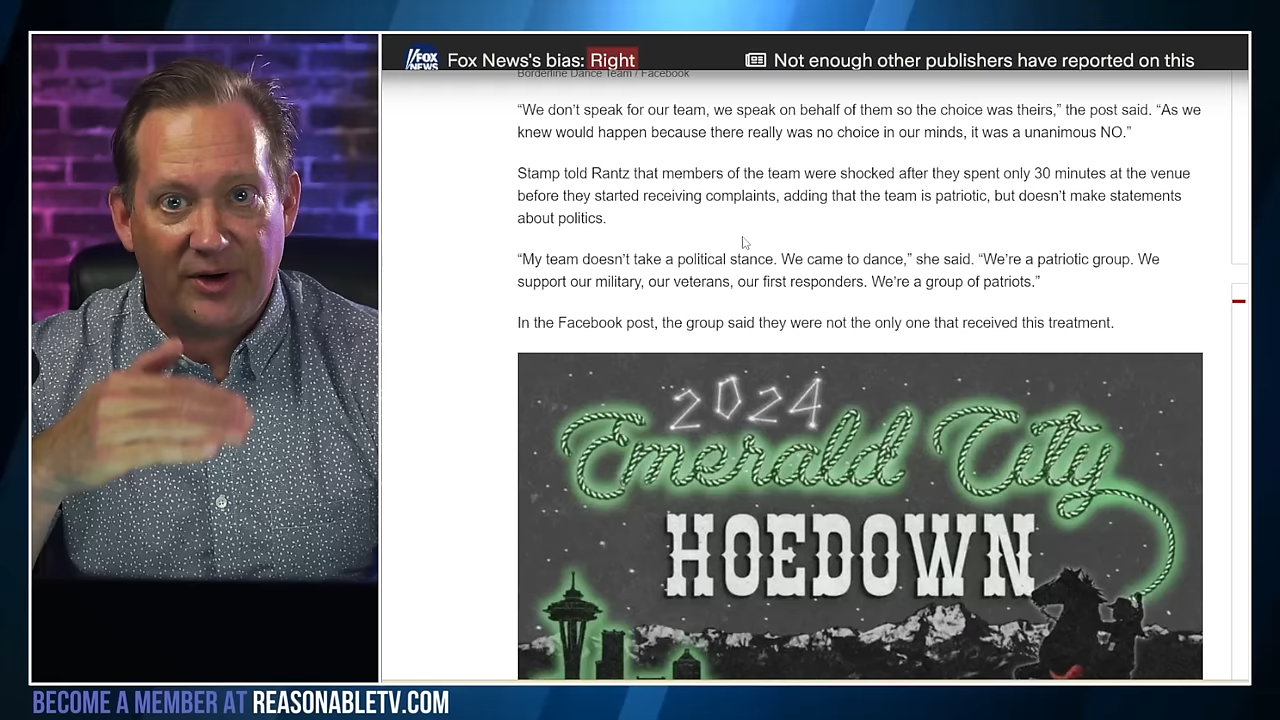 FOX NEWS Fox News's bias: Right
Not enough other publishers have reported on this
Borderline Dance Team / Facebook
“We don’t speak for our team, we speak on behalf of them so the choice was theirs,” the post said. “As we
knew would happen because there really was no choice in our minds, it was a unanimous NO.”
Stamp told Rantz that members of the team were shocked after they spent only 30 minutes at the venue
before they started receiving complaints, adding that the team is patriotic, but doesn’t make statements
about politics.
“My team doesn’t take a political stance. We came to dance,” she said. “We’re a patriotic group. We
support our military, our veterans, our first responders. We’re a group of patriots.”
In the Facebook post, the group said they were not the only one that received this treatment.
2024
Emerald City
HOEDOWN
BECOME A MEMBER AT REASONABLETV.COM